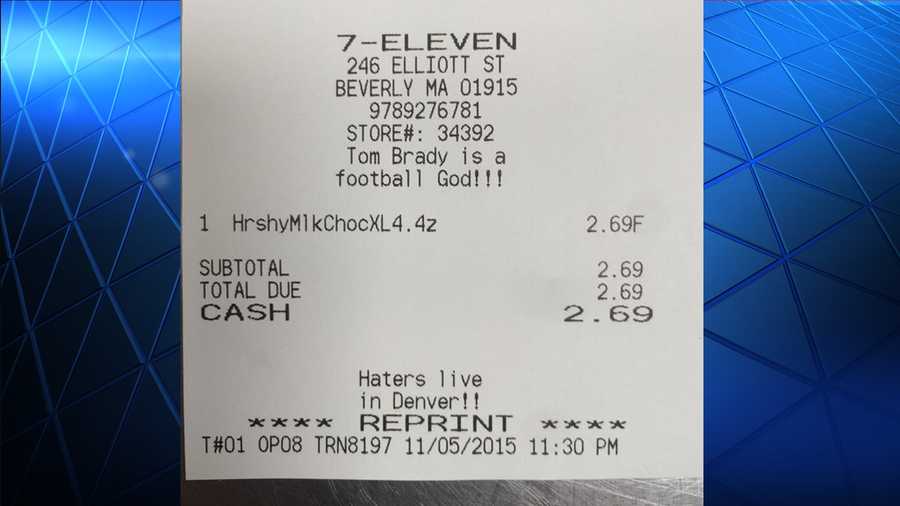 7-ELEVEN
246 ELLIOTT ST
BEVERLY MA 01915
9789276781
STORE#: 34392
Tom Brady is a
football God!!!
1 HrshyMlkChocXL4.4z 2.69F
SUBTOTAL 2.69
TOTAL DUE 2.69
CASH 2.69
Haters live
in Denver!!
**** REPRINT ****
T#01 OP08 TRN8197 11/05/2015 11:30 PM